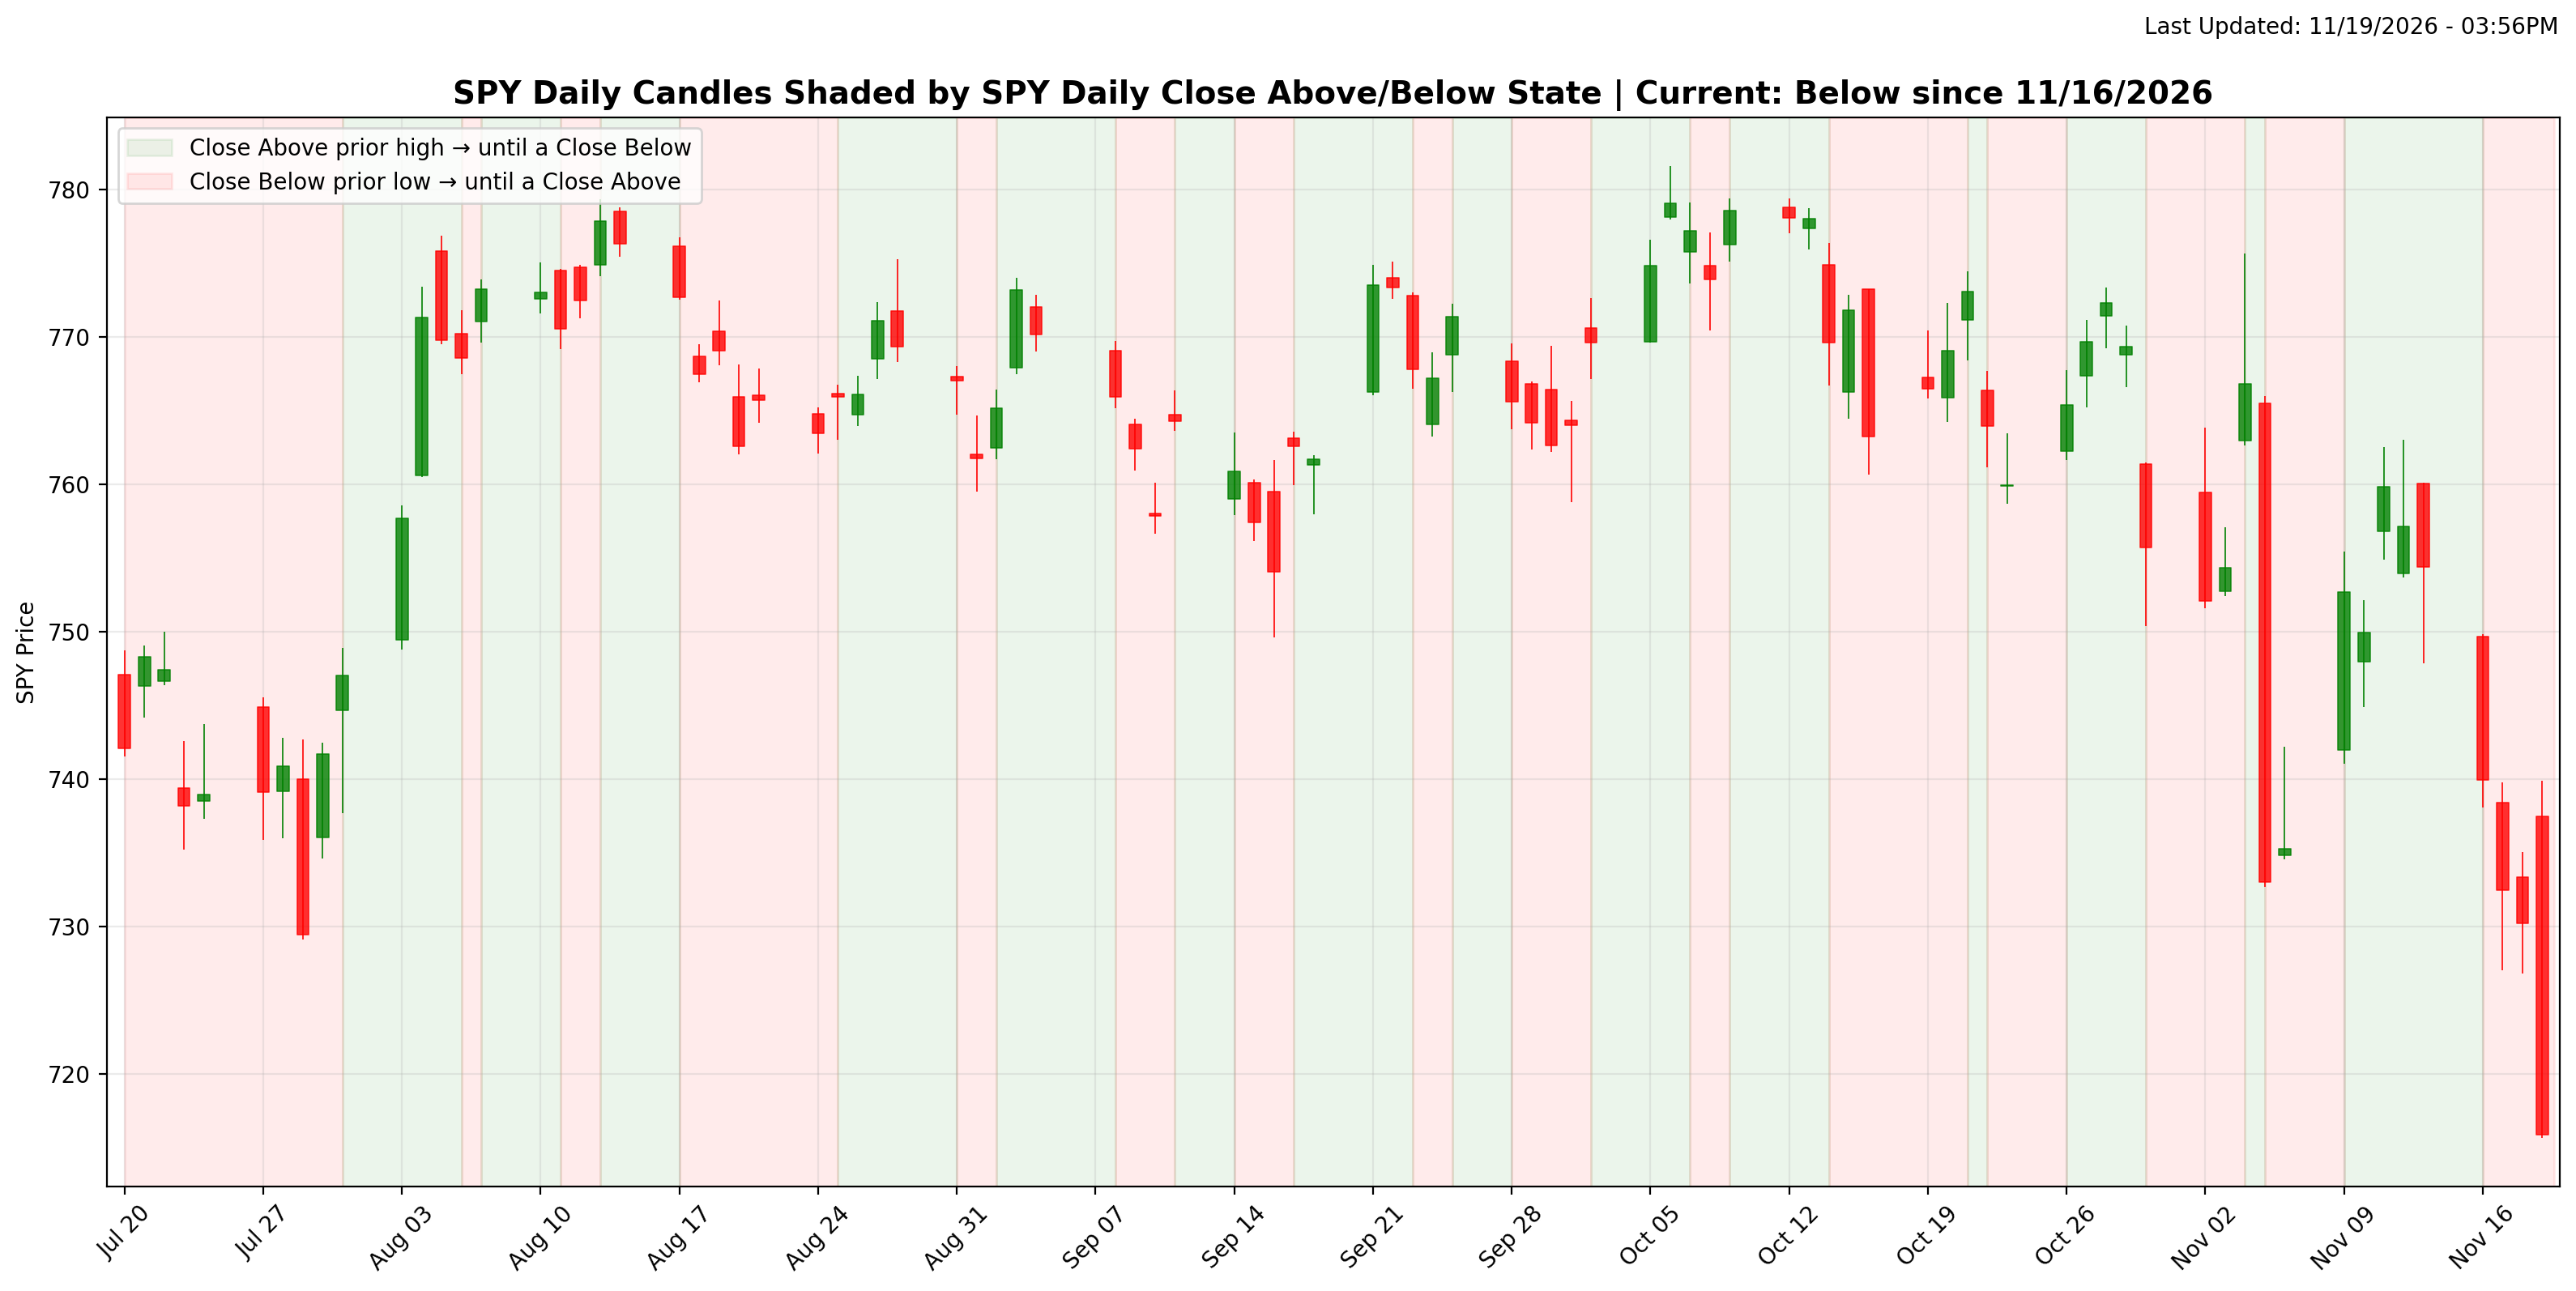 Last Updated: 11/19/2026 - 03:56PM
SPY Daily Candles Shaded by SPY Daily Close Above/Below State | Current: Below since 11/16/2026
Close Above prior high → until a Close Below
Close Below prior low → until a Close Above
SPY Price
780
770
760
750
740
730
720
Jul 20
Jul 27
Aug 03
Aug 10
Aug 17
Aug 24
Aug 31
Sep 07
Sep 14
Sep 21
Sep 28
Oct 05
Oct 12
Oct 19
Oct 26
Nov 02
Nov 09
Nov 16